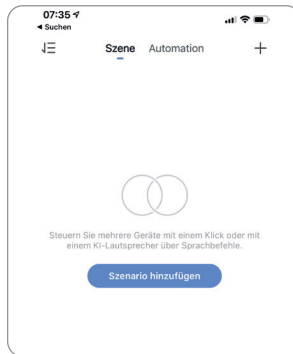 07:35
Suchen
Szene Automation
Steuern Sie mehrere Geräte mit einem Klick oder mit
einem KI-Lautsprecher über Sprachbefehle.
Szenario hinzufügen